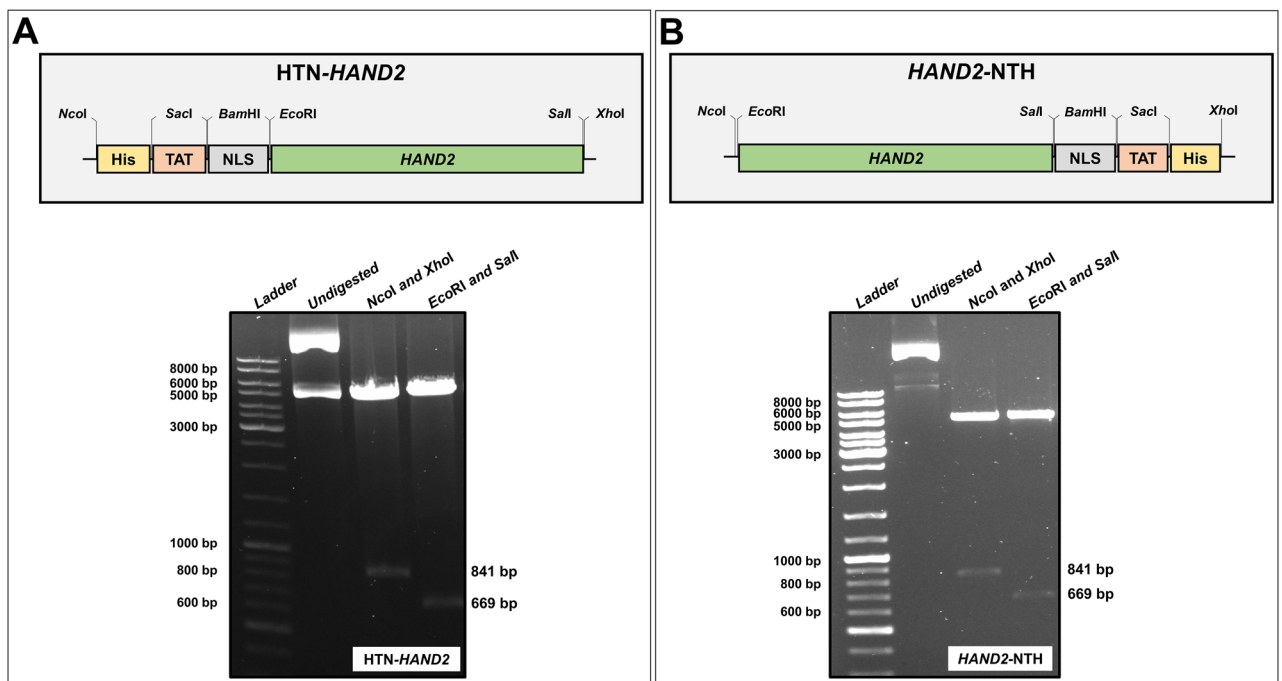 A
HTN-HAND2
NcoI SacI BamHI EcoRI SalI XhoI
His TAT NLS HAND2
Ladder
Undigested
NcoI and XhoI
EcoRI and SalI
8000 bp
6000 bp
5000 bp
3000 bp
1000 bp
800 bp
600 bp
841 bp
669 bp
HTN-HAND2
B
HAND2-NTH
NcoI EcoRI SalI BamHI SacI XhoI
HAND2 NLS TAT His
Ladder
Undigested
NcoI and XhoI
EcoRI and SalI
8000 bp
6000 bp
5000 bp
3000 bp
1000 bp
800 bp
600 bp
841 bp
669 bp
HAND2-NTH